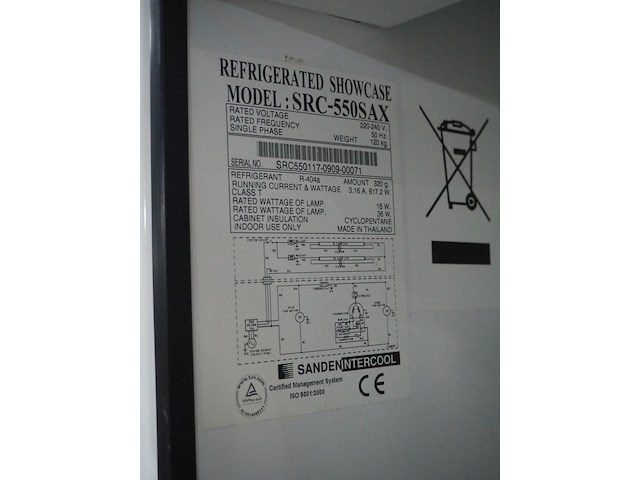 REFRIGERATED SHOWCASE
MODEL : SRC-550SAX
RATED VOLTAGE 220-240 V.
RATED FREQUENCY 50 Hz.
SINGLE PHASE WEIGHT 120 kg.
SERIAL NO. SRC550117-0909-00071
REFRIGERANT R-404a AMOUNT 320 g.
RUNNING CURRENT & WATTAGE 3.16 A, 617.2 W.
CLASS T
RATED WATTAGE OF LAMP. 18 W.
RATED WATTAGE OF LAMP. 36 W.
CABINET INSULATION CYCLOPENTANE
INDOOR USE ONLY MADE IN THAILAND
SANDENINTERCOOL
Certified Management System
ISO 9001:2000
CE